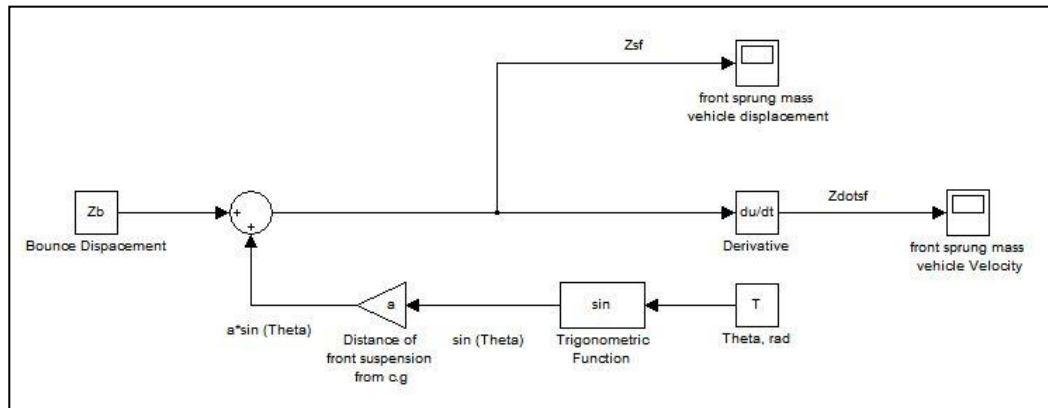 Zsf
front sprung mass
vehicle displacement
Zb
+
+
Bounce Dispacement
du/dt
Derivative
Zdotsf
front sprung mass
vehicle Velocity
a
sin
T
a*sin (Theta)
Distance of
front suspension
from c.g
sin (Theta)
Trigonometric
Function
Theta, rad